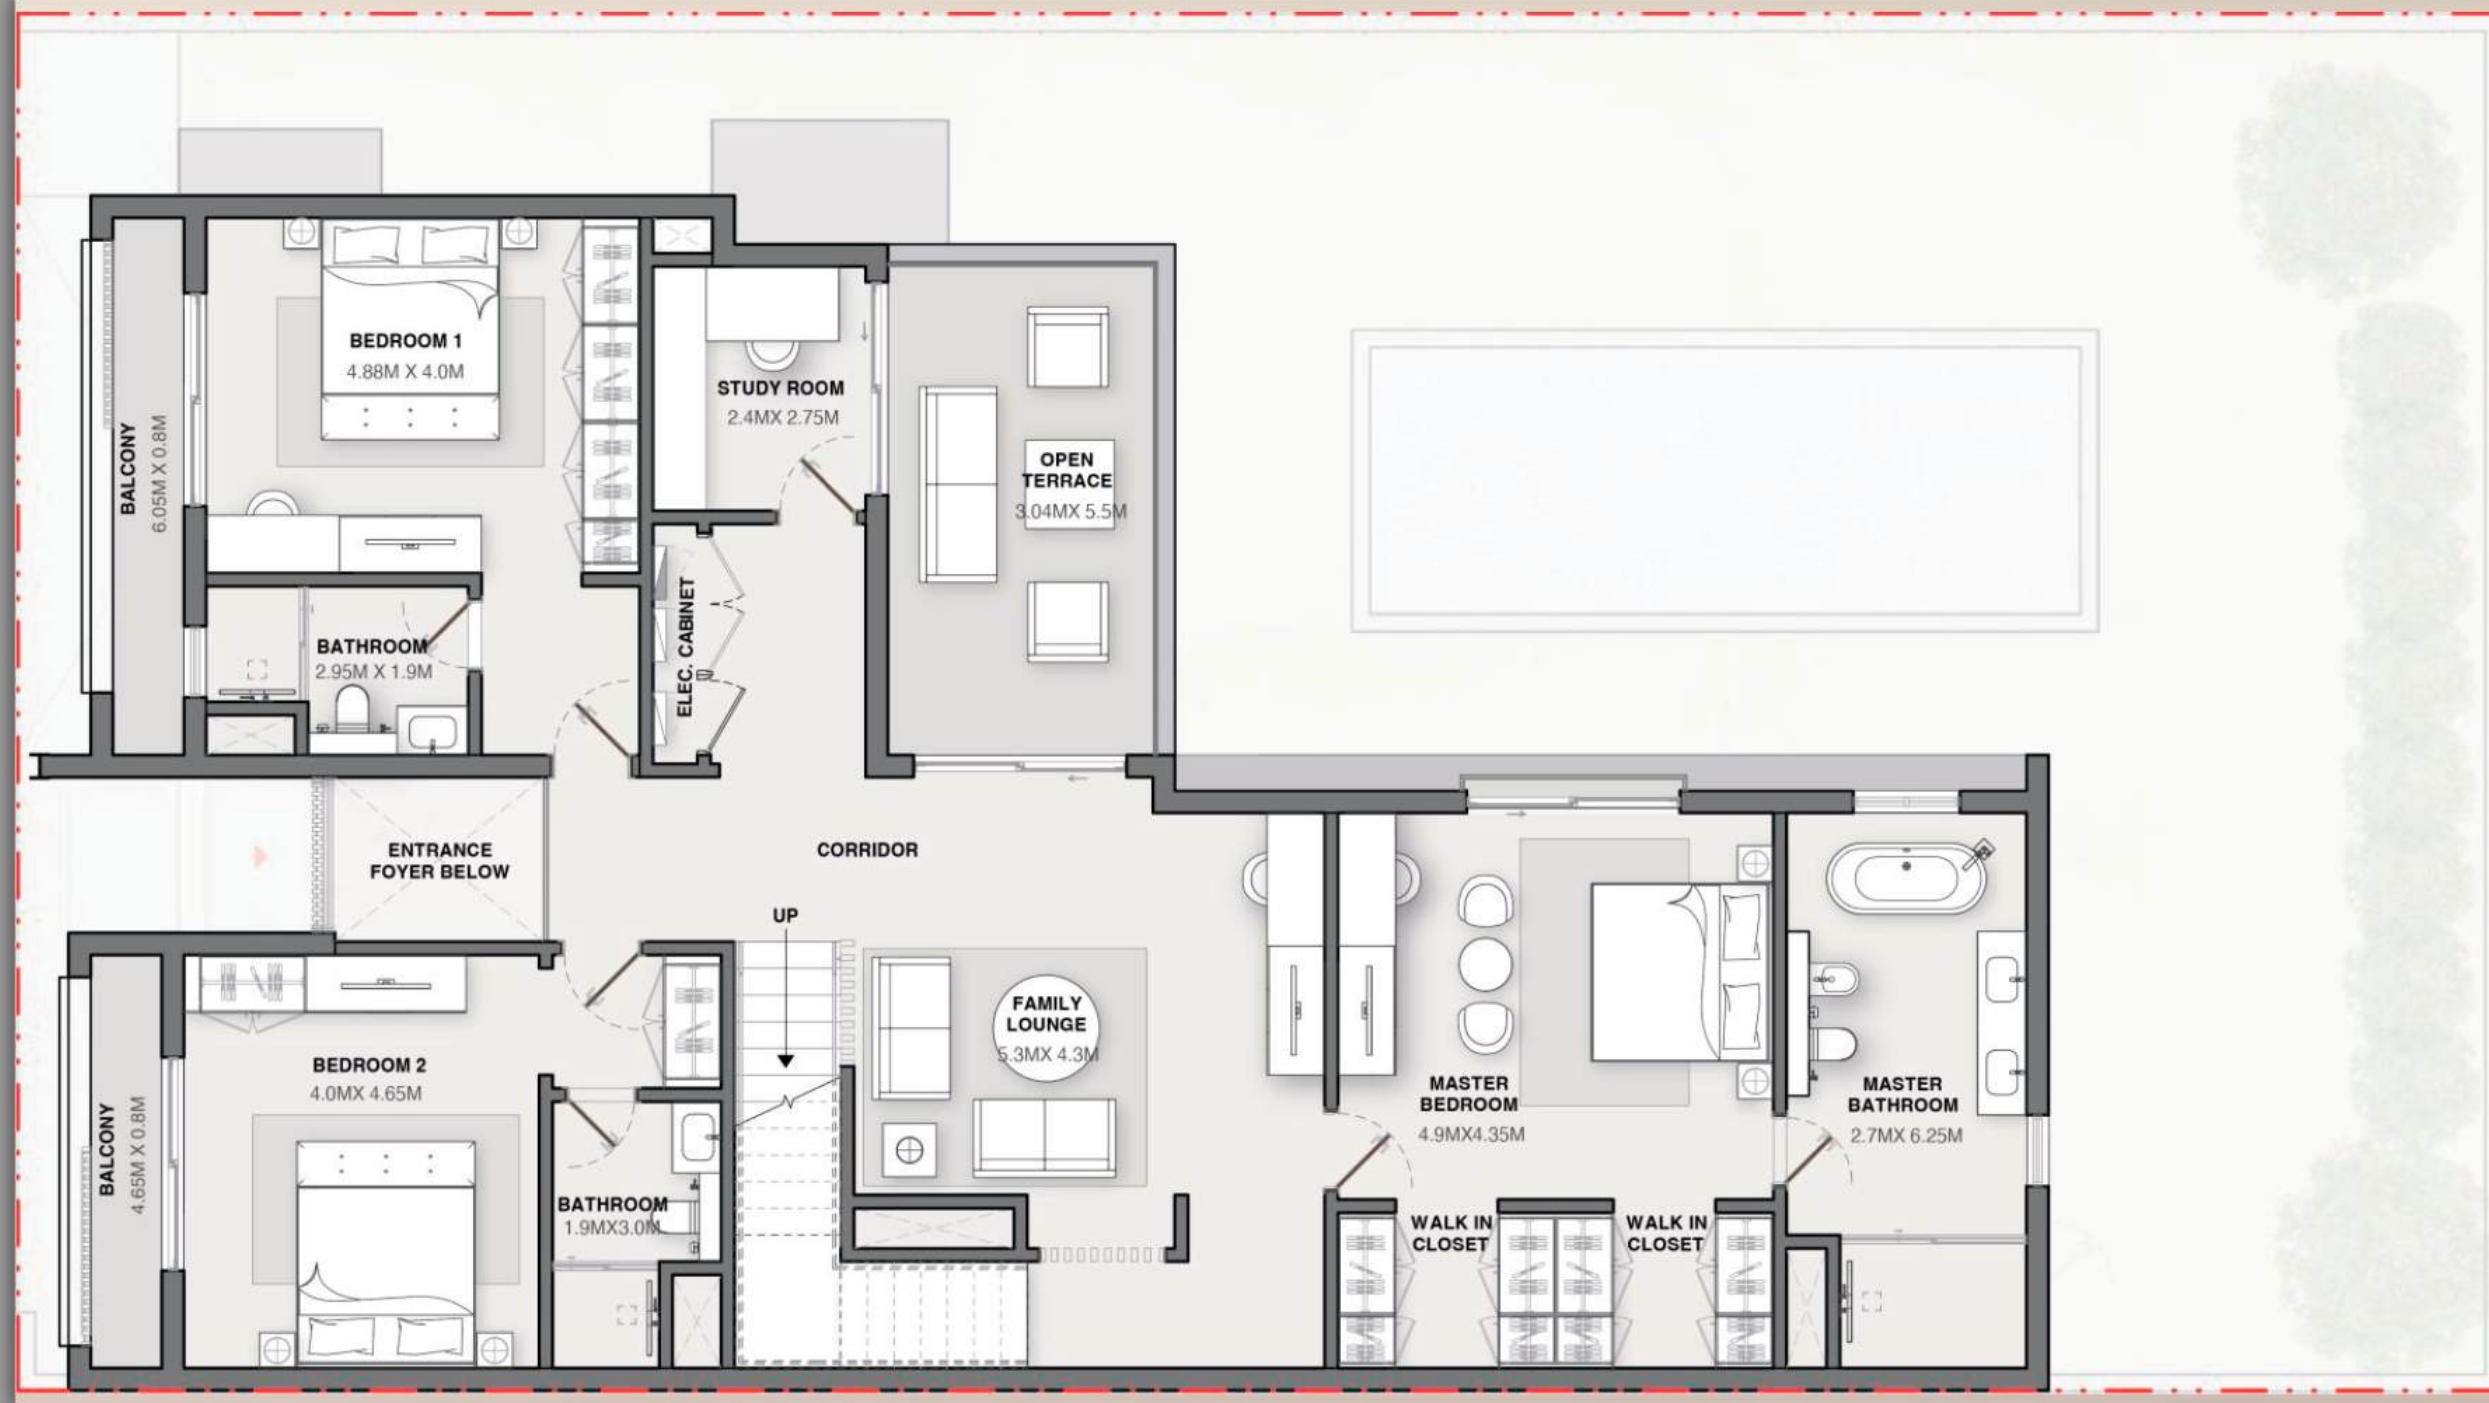 BEDROOM 1
4.88M X 4.0M
BALCONY
6.05M X 0.8M
STUDY ROOM
2.4MX 2.75M
OPEN
TERRACE
3.04MX 5.5M
BATHROOM
2.95M X 1.9M
ELEC. CABINET
ENTRANCE
FOYER BELOW
CORRIDOR
UP
FAMILY
LOUNGE
5.3MX 4.3M
BEDROOM 2
4.0MX 4.65M
BALCONY
4.65M X 0.8M
BATHROOM
1.9MX3.0M
MASTER
BEDROOM
4.9MX4.35M
MASTER
BATHROOM
2.7MX 6.25M
WALK IN
CLOSET
WALK IN
CLOSET